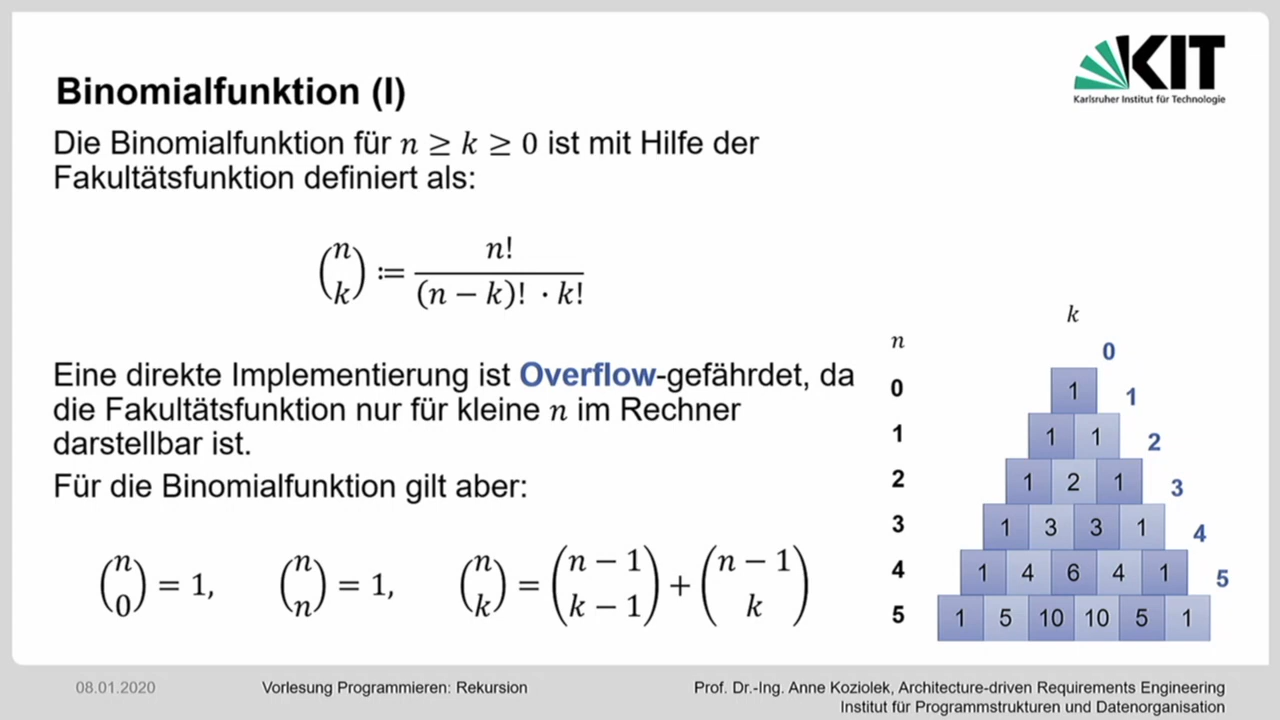 KIT
Karlsruher Institut für Technologie
Binomialfunktion (I)
Die Binomialfunktion für n ≥ k ≥ 0 ist mit Hilfe der
Fakultätsfunktion definiert als:
(n k) := n! / ((n − k)! · k!)
Eine direkte Implementierung ist Overflow-gefährdet, da
die Fakultätsfunktion nur für kleine n im Rechner
darstellbar ist.
Für die Binomialfunktion gilt aber:
(n 0) = 1, (n n) = 1, (n k) = (n − 1 k − 1) + (n − 1 k)
k
n
0
0 1
1
1 1 1
2
2 1 2 1
3
3 1 3 3 1
4
4 1 4 6 4 1
5
5 1 5 10 10 5 1
08.01.2020
Vorlesung Programmieren: Rekursion
Prof. Dr.-Ing. Anne Koziolek, Architecture-driven Requirements Engineering
Institut für Programmstrukturen und Datenorganisation